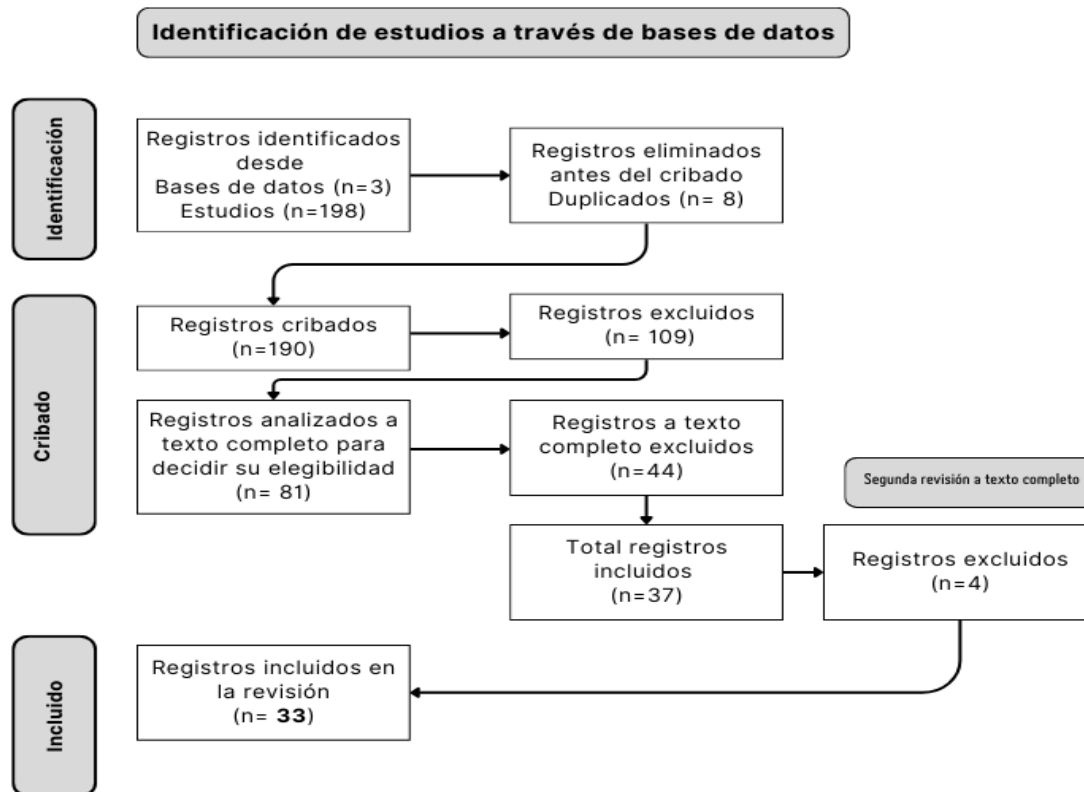 Identificación de estudios a través de bases de datos
Identificación
Registros identificados
desde
Bases de datos (n=3)
Estudios (n=198)
Registros eliminados
antes del cribado
Duplicados (n= 8)
Cribado
Registros cribados
(n=190)
Registros excluidos
(n= 109)
Registros analizados a
texto completo para
decidir su elegibilidad
(n= 81)
Registros a texto
completo excluidos
(n=44)
Segunda revisión a texto completo
Total registros
incluidos
(n=37)
Registros excluidos
(n=4)
Incluido
Registros incluidos en
la revisión
(n= 33)